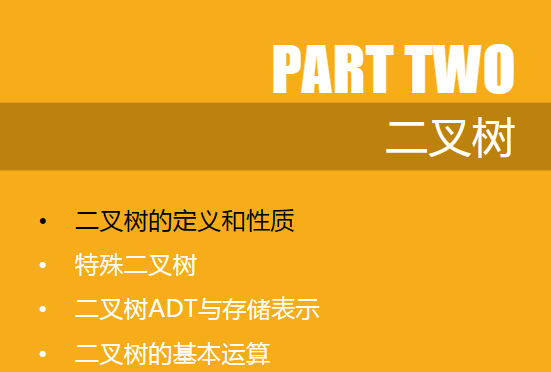 PART TWO
二叉树
• 二叉树的定义和性质
• 特殊二叉树
• 二叉树ADT与存储表示
• 二叉树的基本运算